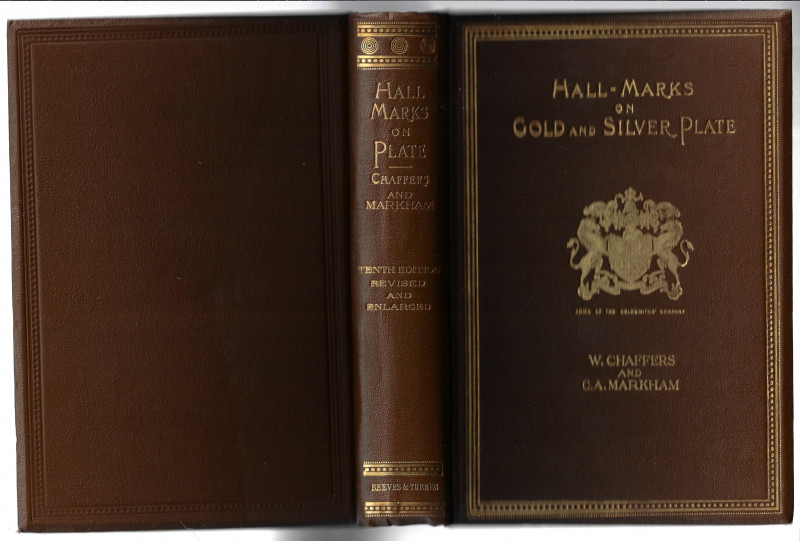 HALL
MARKS
ON
PLATE
CHAFFERS
AND
MARKHAM
TENTH EDITION
REVISED
AND
ENLARGED
REEVES & TURNER
HALL-MARKS
ON
GOLD AND SILVER PLATE
ARMS OF THE GOLDSMITHS' COMPANY
W. CHAFFERS
AND
C. A. MARKHAM